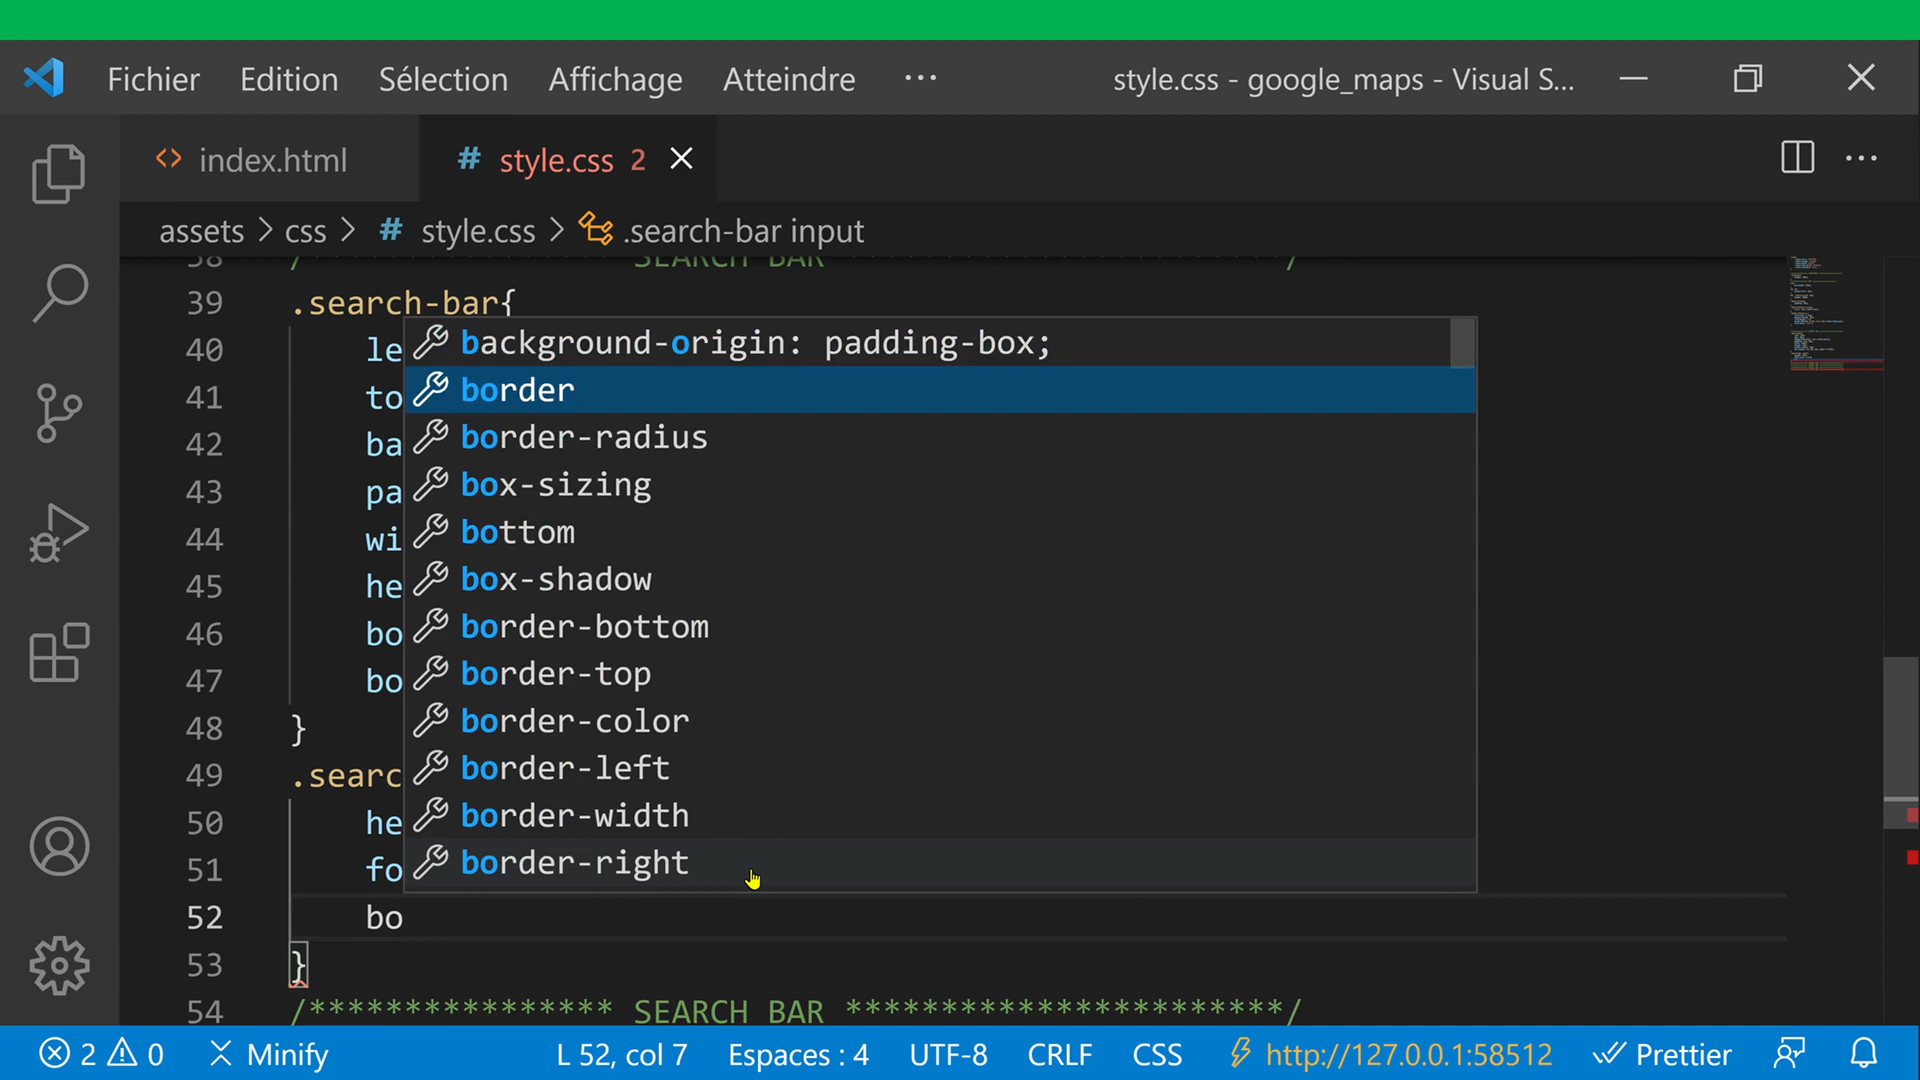 Fichier Edition Sélection Affichage Atteindre ··· style.css - google_maps - Visual S...
<> index.html # style.css 2 ···
assets > css > # style.css > .search-bar input
38 /**************** SEARCH BAR ***********************/
39 .search-bar{
40 le background-origin: padding-box;
41 to border
42 ba border-radius
43 pa box-sizing
44 wi bottom
45 he box-shadow
46 bo border-bottom
47 bo border-top
48 } border-color
49 .searc border-left
50 he border-width
51 fo border-right
52 bo
53 }
54 /**************** SEARCH BAR ***********************/
2 0 Minify L 52, col 7 Espaces : 4 UTF-8 CRLF CSS http://127.0.0.1:58512 Prettier